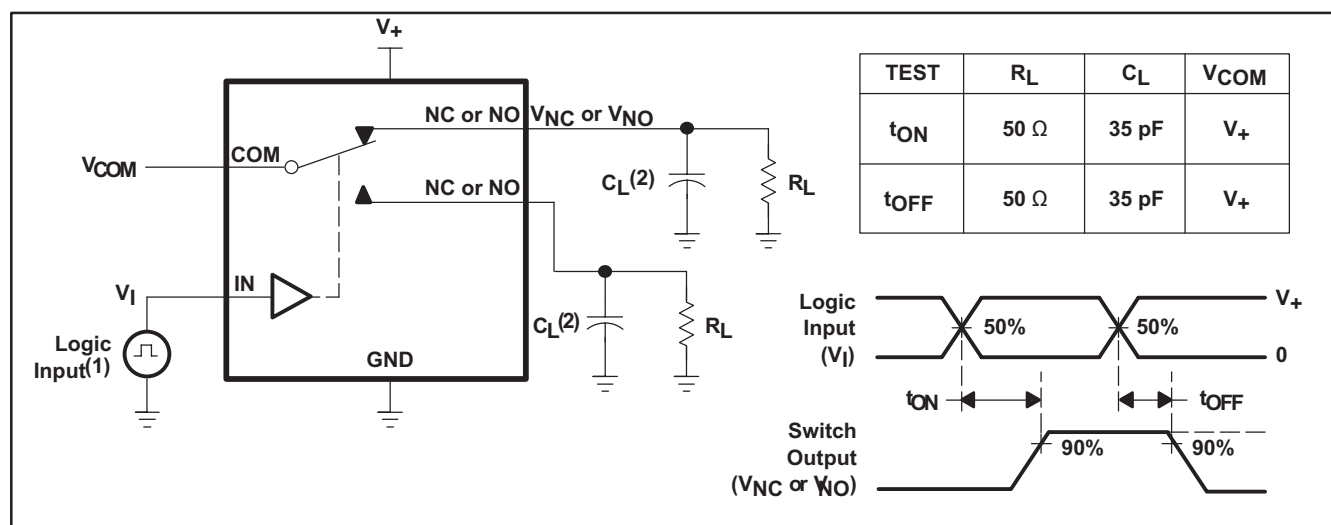 V+
NC or NO VNC or VNO
COM
VCOM
CL(2)
RL
NC or NO
IN
VI
CL(2)
RL
Logic
Input(1)
GND
TEST RL CL VCOM
tON 50 Ω 35 pF V+
tOFF 50 Ω 35 pF V+
Logic
Input
(VI)
V+
50% 50%
0
tON tOFF
Switch
Output
(VNC or VNO)
90% 90%